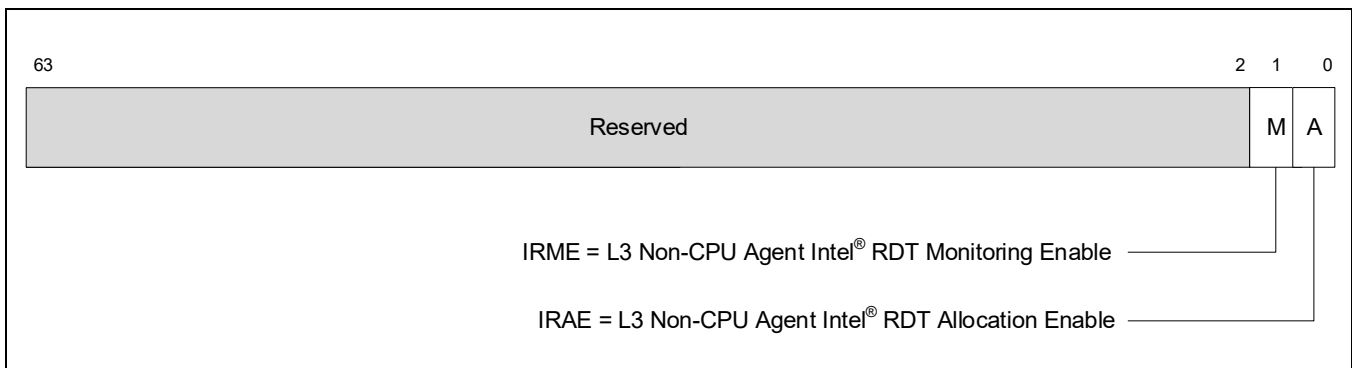 63 2 1 0
Reserved M A
IRME = L3 Non-CPU Agent Intel® RDT Monitoring Enable
IRAE = L3 Non-CPU Agent Intel® RDT Allocation Enable